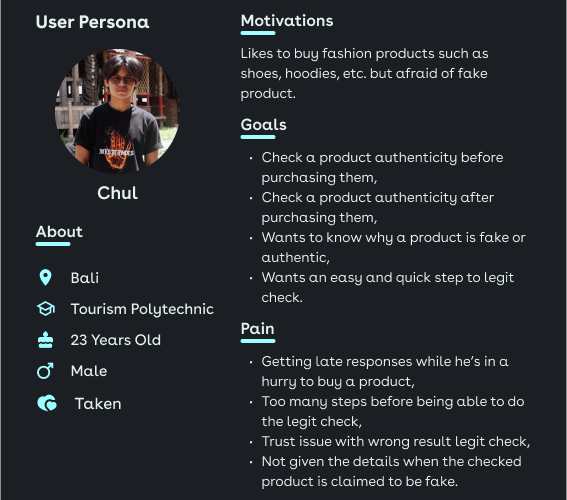 User Persona
Chul
About
Bali
Tourism Polytechnic
23 Years Old
Male
Taken
Motivations
Likes to buy fashion products such as
shoes, hoodies, etc. but afraid of fake
product.
Goals
• Check a product authenticity before
purchasing them,
• Check a product authenticity after
purchasing them,
• Wants to know why a product is fake or
authentic,
• Wants an easy and quick step to legit
check.
Pain
• Getting late responses while he’s in a
hurry to buy a product,
• Too many steps before being able to do
the legit check,
• Trust issue with wrong result legit check,
• Not given the details when the checked
product is claimed to be fake.